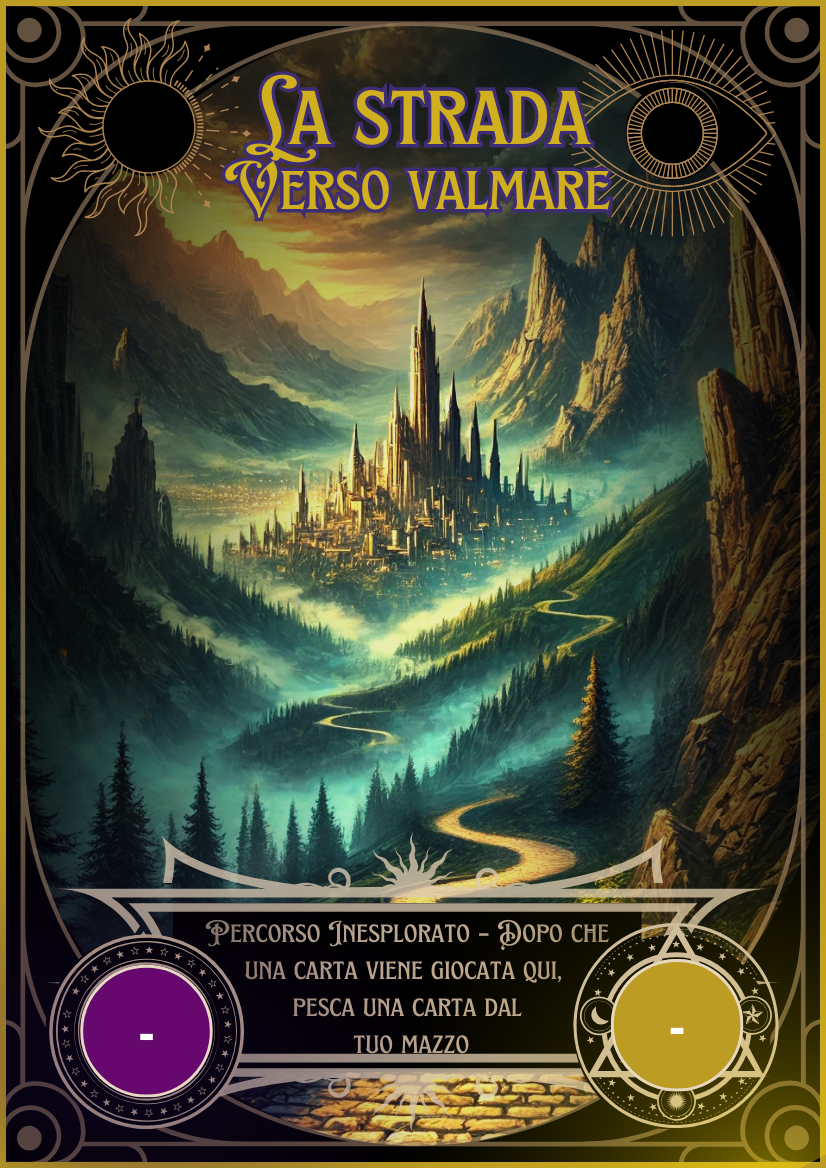 LA STRADA
VERSO VALMARE
PERCORSO INESPLORATO - DOPO CHE
UNA CARTA VIENE GIOCATA QUI,
PESCA UNA CARTA DAL
TUO MAZZO
-
-